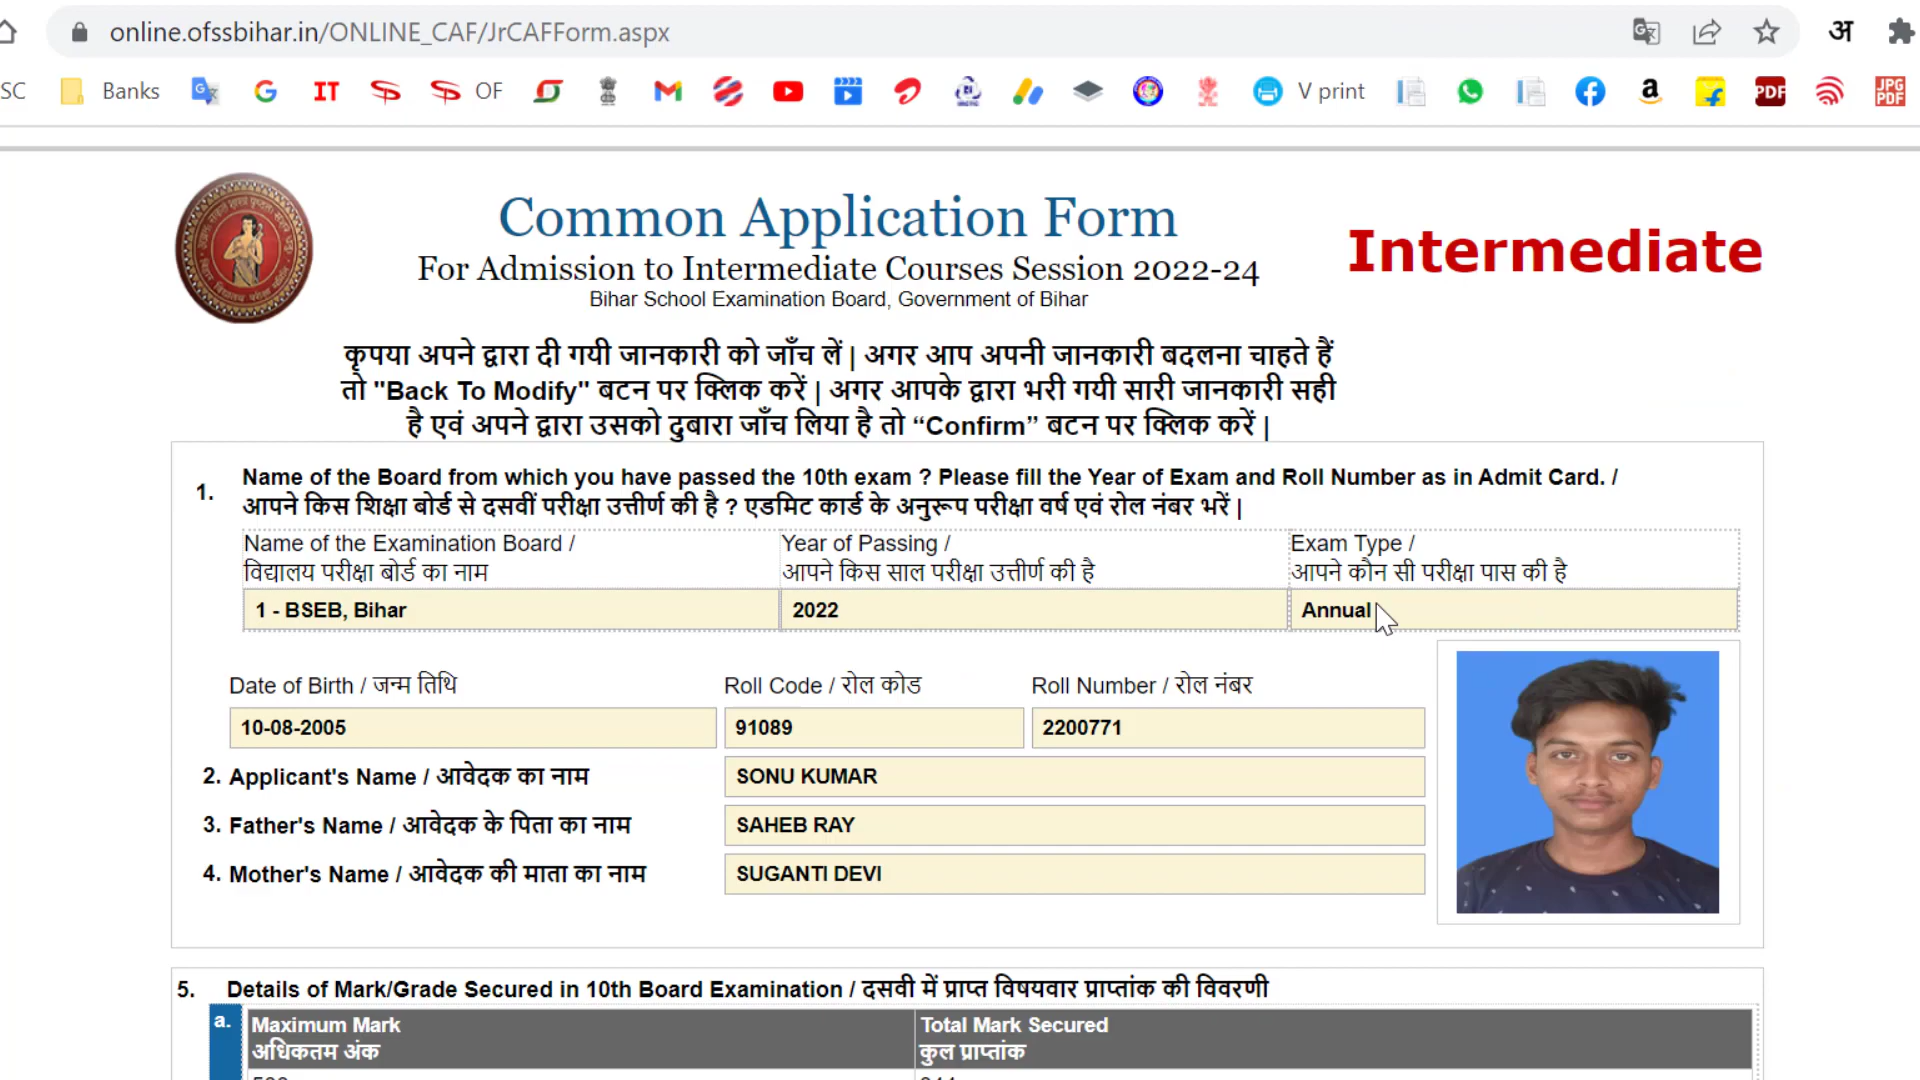 online.ofssbihar.in/ONLINE_CAF/JrCAFForm.aspx
अ
SC Banks G IT OF V print a PDF JPG PDF
Common Application Form
Intermediate
For Admission to Intermediate Courses Session 2022-24
Bihar School Examination Board, Government of Bihar
कृपया अपने द्वारा दी गयी जानकारी को जाँच लें | अगर आप अपनी जानकारी बदलना चाहते हैं
तो "Back To Modify" बटन पर क्लिक करें | अगर आपके द्वारा भरी गयी सारी जानकारी सही
है एवं अपने द्वारा उसको दुबारा जाँच लिया है तो “Confirm” बटन पर क्लिक करें |
1. Name of the Board from which you have passed the 10th exam ? Please fill the Year of Exam and Roll Number as in Admit Card. /
आपने किस शिक्षा बोर्ड से दसवीं परीक्षा उत्तीर्ण की है ? एडमिट कार्ड के अनुरूप परीक्षा वर्ष एवं रोल नंबर भरें |
Name of the Examination Board / Year of Passing / Exam Type /
विद्यालय परीक्षा बोर्ड का नाम आपने किस साल परीक्षा उत्तीर्ण की है आपने कौन सी परीक्षा पास की है
1 - BSEB, Bihar 2022 Annual
Date of Birth / जन्म तिथि Roll Code / रोल कोड Roll Number / रोल नंबर
10-08-2005 91089 2200771
2. Applicant's Name / आवेदक का नाम SONU KUMAR
3. Father's Name / आवेदक के पिता का नाम SAHEB RAY
4. Mother's Name / आवेदक की माता का नाम SUGANTI DEVI
5. Details of Mark/Grade Secured in 10th Board Examination / दसवी में प्राप्त विषयवार प्राप्तांक की विवरणी
a. Maximum Mark Total Mark Secured
अधिकतम अंक कुल प्राप्तांक